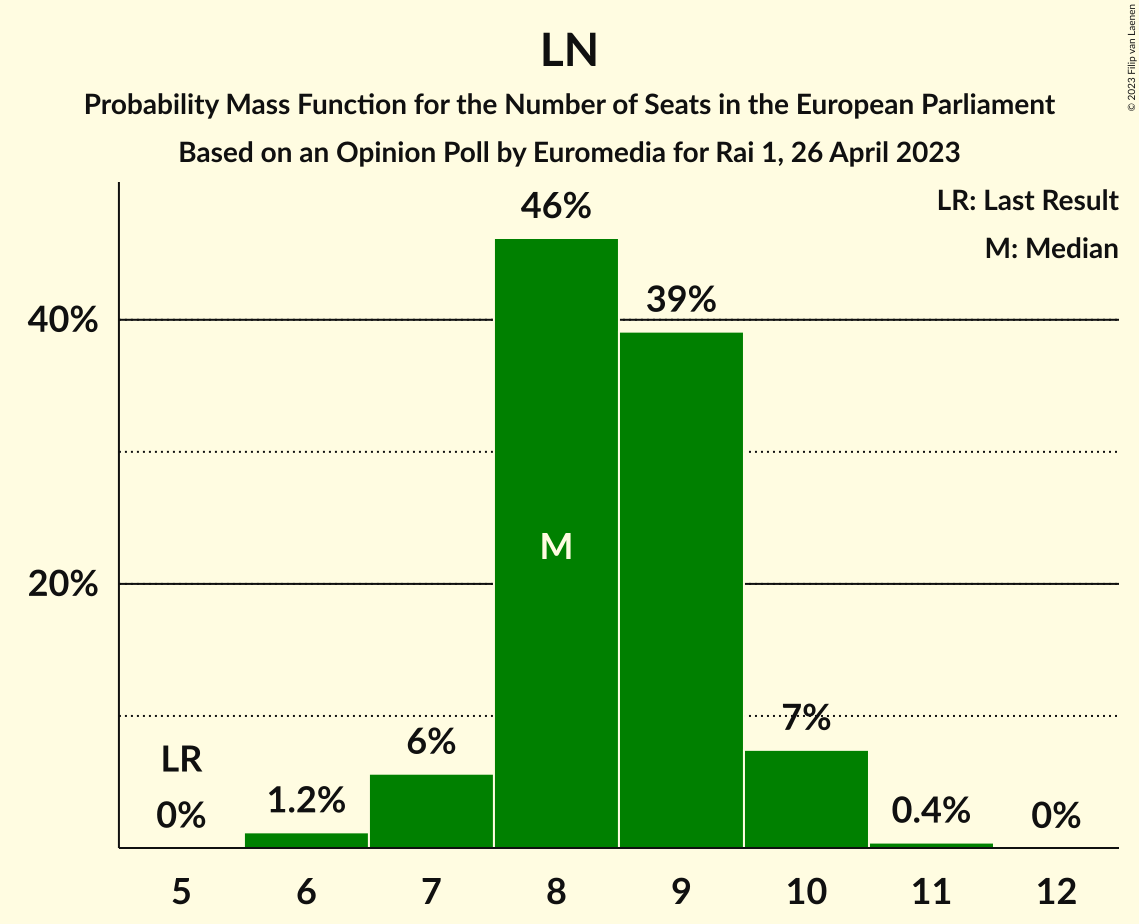 LN
Probability Mass Function for the Number of Seats in the European Parliament
Based on an Opinion Poll by Euromedia for Rai 1, 26 April 2023
© 2023 Filip van Laenen
LR: Last Result
M: Median
46%
39%
40%
M
20%
7%
6%
LR
1.2%
0.4%
0%
0%
5 6 7 8 9 10 11 12